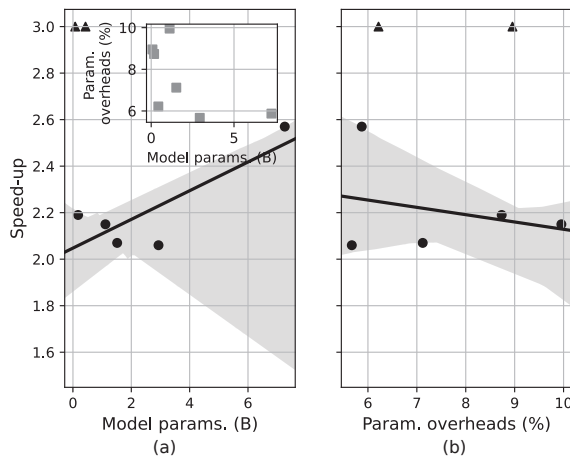 3.0
2.8
2.6
2.4
2.2
2.0
1.8
1.6
Speed-up
10
8
6
Param.
overheads (%)
0 5
Model params. (B)
0 2 4 6
Model params. (B)
(a)
6 7 8 9 10
Param. overheads (%)
(b)